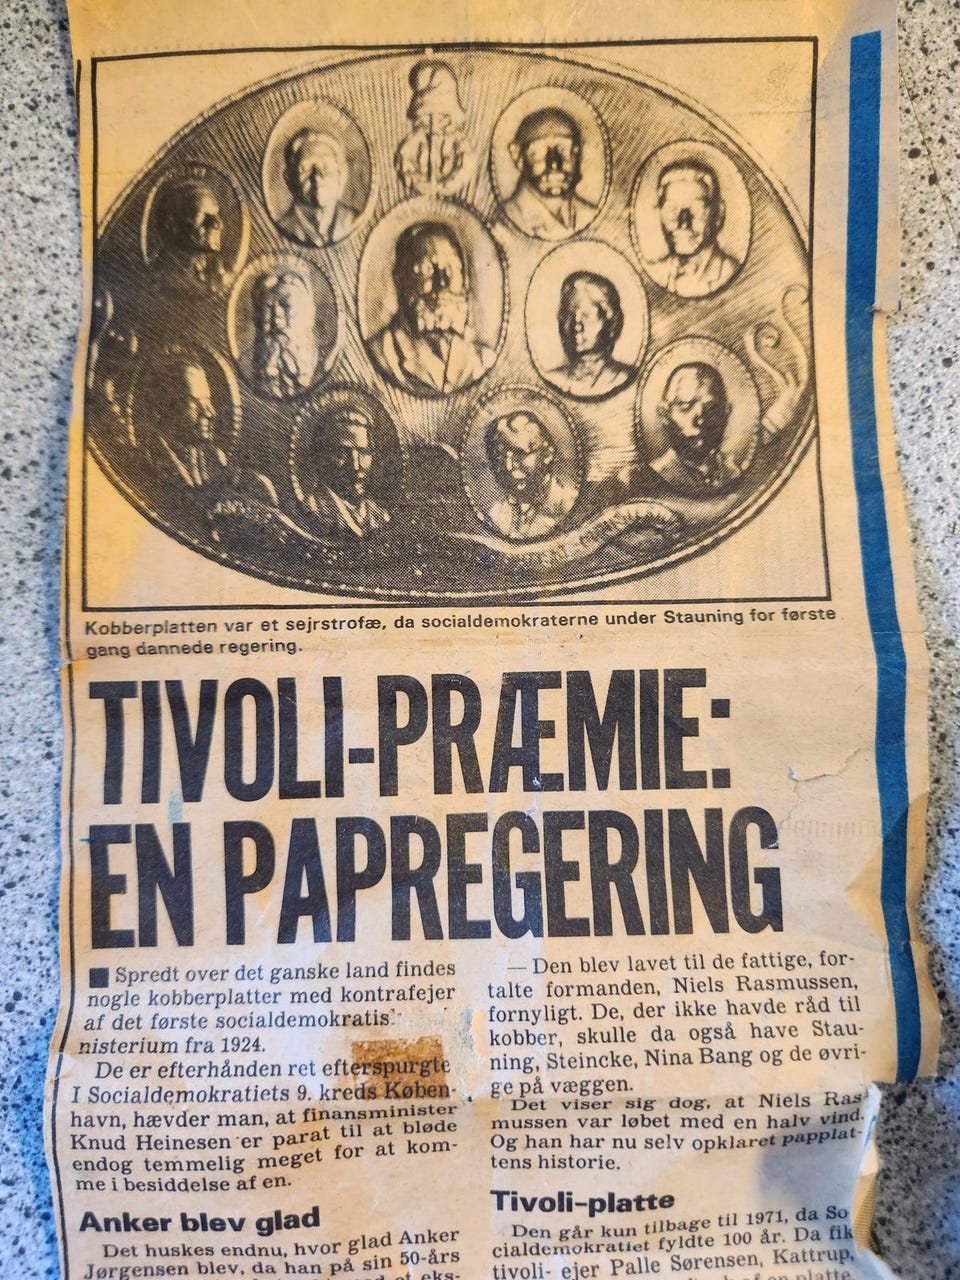 Kobberplatten var et sejrstrofæ, da socialdemokraterne under Stauning for første
gang dannede regering.
TIVOLI-PRÆMIE:
EN PAPREGERING
■ Spredt over det ganske land findes
nogle kobberplatter med kontrafejer
af det første socialdemokratis
nisterium fra 1924.
De er efterhånden ret efterspurgte
I Socialdemokratiets 9. kreds Køben-
havn, hævder man, at finansminister
Knud Heinesen er parat til at bløde
endog temmelig meget for at kom-
me i besiddelse af en.
Anker blev glad
Det huskes endnu, hvor glad Anker
Jørgensen blev, da han på sin 50-års
— Den blev lavet til de fattige, for-
talte formanden, Niels Rasmussen,
fornyligt. De, der ikke havde råd til
kobber, skulle da også have Stau-
ning, Steincke, Nina Bang og de øvri-
ge på væggen.
Det viser sig dog, at Niels Ras
mussen var løbet med en halv vind.
Og han har nu selv opklaret papplat-
tens historie.
Tivoli-platte
Den går kun tilbage til 1971, da So
cialdemokratiet fyldte 100 år. Da fik
tivoli- ejer Palle Sørensen, Kattrup,